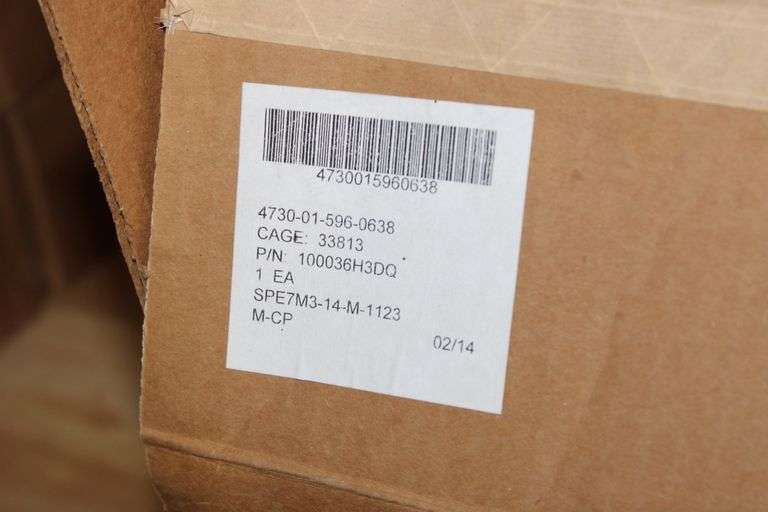 4730015960638
4730-01-596-0638
CAGE: 33813
P/N: 100036H3DQ
1 EA
SPE7M3-14-M-1123
M-CP
02/14